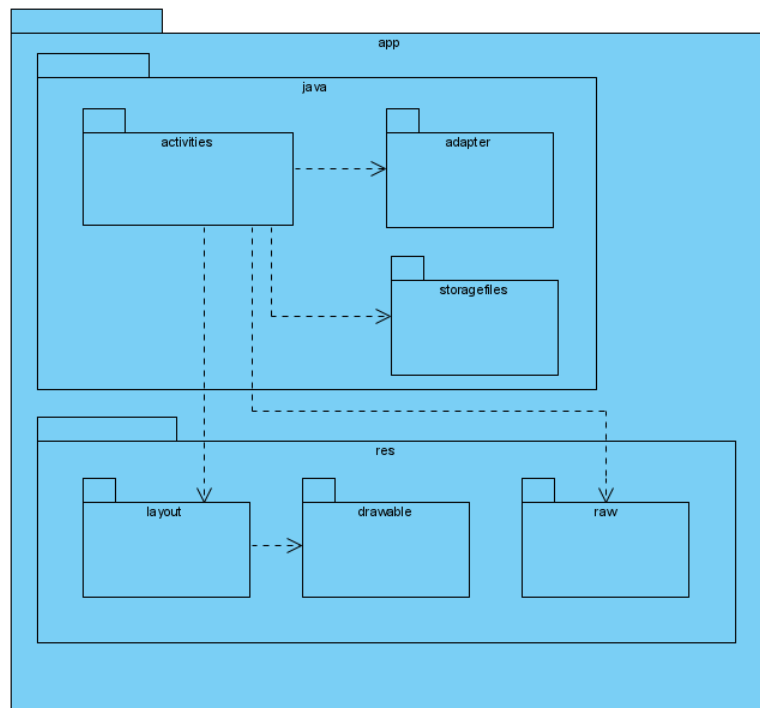 app
java
activities
adapter
storagefiles
res
layout
drawable
raw